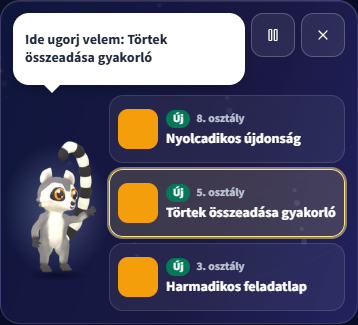 Ide ugorj velem: Törtek
összeadása gyakorló
Új 8. osztály
Nyolcadikos újdonság
Új 5. osztály
Törtek összeadása gyakorló
Új 3. osztály
Harmadikos feladatlap